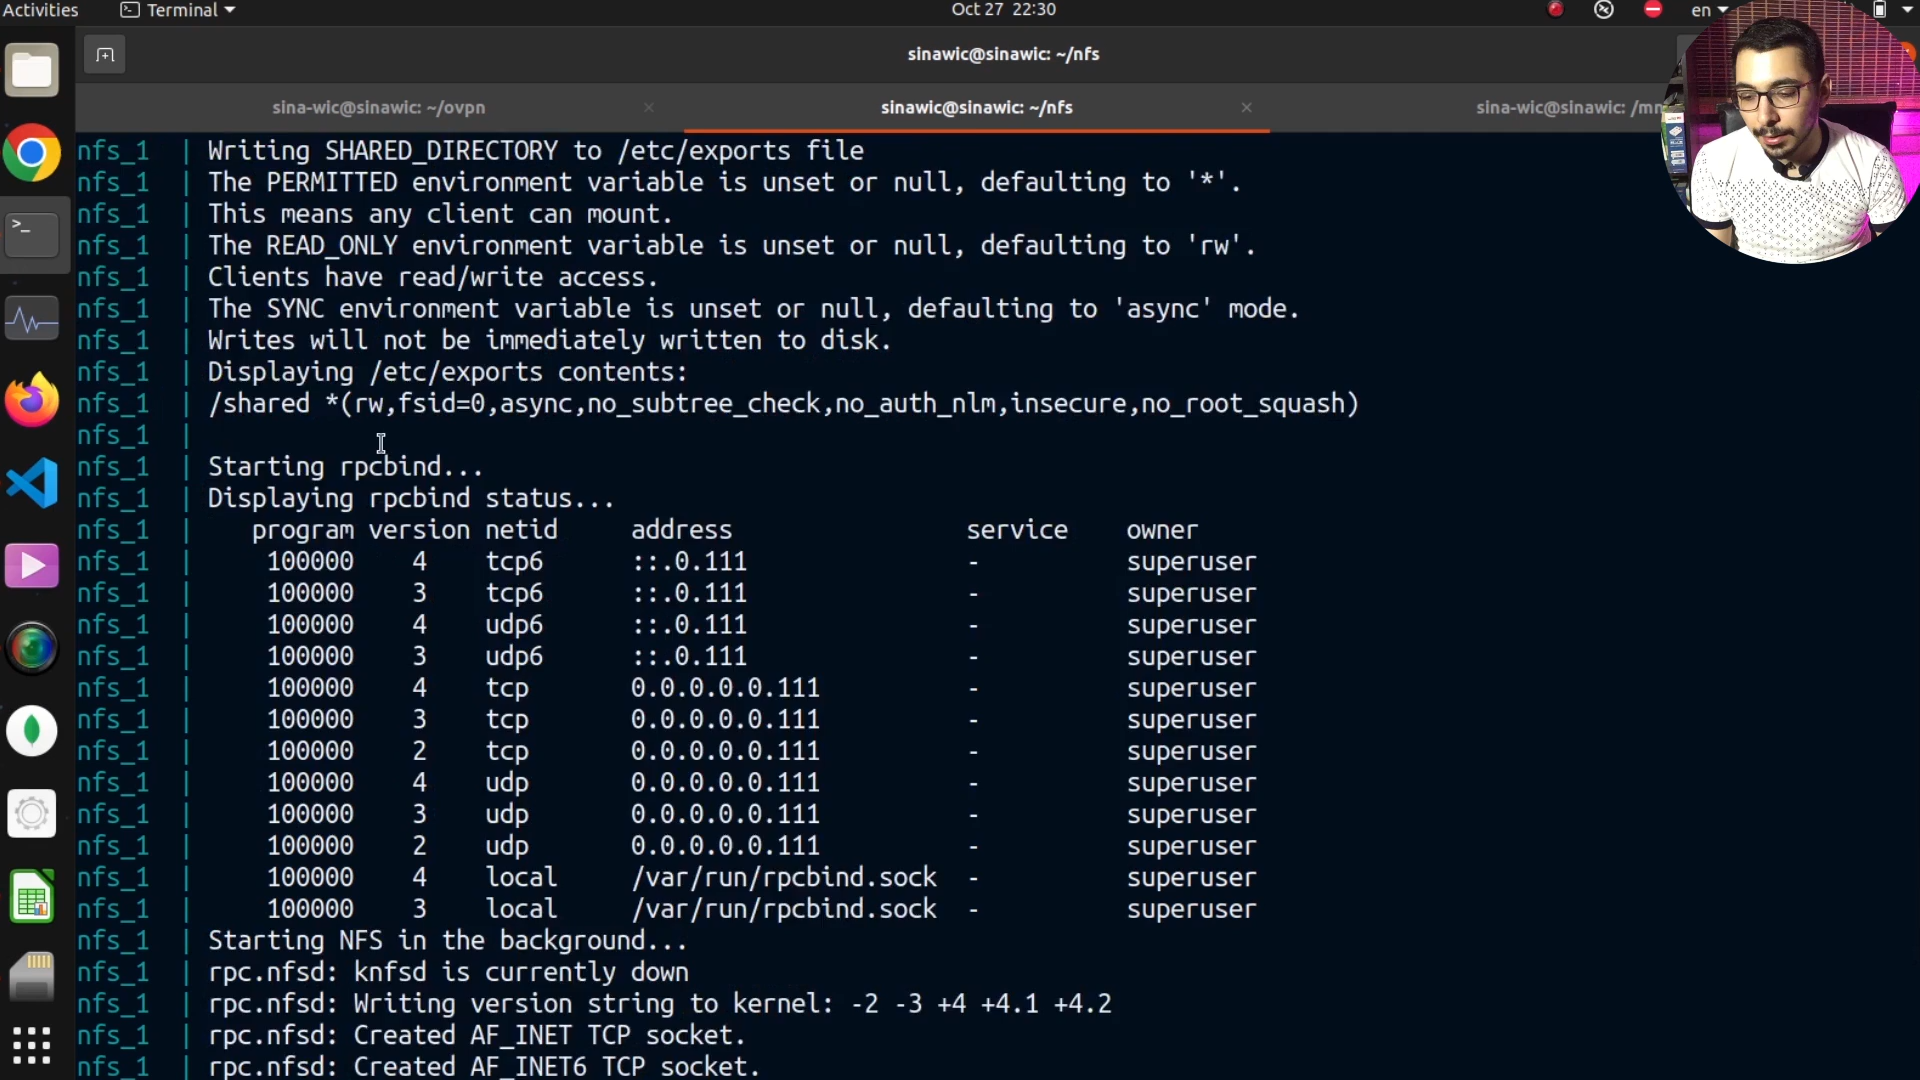 Activities Terminal Oct 27 22:30 en
sinawic@sinawic: ~/nfs
sina-wic@sinawic: ~/ovpn × sinawic@sinawic: ~/nfs × sina-wic@sinawic:
nfs_1 | Writing SHARED_DIRECTORY to /etc/exports file
nfs_1 | The PERMITTED environment variable is unset or null, defaulting to '*'.
nfs_1 | This means any client can mount.
nfs_1 | The READ_ONLY environment variable is unset or null, defaulting to 'rw'.
nfs_1 | Clients have read/write access.
nfs_1 | The SYNC environment variable is unset or null, defaulting to 'async' mode.
nfs_1 | Writes will not be immediately written to disk.
nfs_1 | Displaying /etc/exports contents:
nfs_1 | /shared *(rw,fsid=0,async,no_subtree_check,no_auth_nlm,insecure,no_root_squash)
nfs_1 |
nfs_1 | Starting rpcbind...
nfs_1 | Displaying rpcbind status...
nfs_1 | program version netid address service owner
nfs_1 | 100000 4 tcp6 ::.0.111 - superuser
nfs_1 | 100000 3 tcp6 ::.0.111 - superuser
nfs_1 | 100000 4 udp6 ::.0.111 - superuser
nfs_1 | 100000 3 udp6 ::.0.111 - superuser
nfs_1 | 100000 4 tcp 0.0.0.0.0.111 - superuser
nfs_1 | 100000 3 tcp 0.0.0.0.0.111 - superuser
nfs_1 | 100000 2 tcp 0.0.0.0.0.111 - superuser
nfs_1 | 100000 4 udp 0.0.0.0.0.111 - superuser
nfs_1 | 100000 3 udp 0.0.0.0.0.111 - superuser
nfs_1 | 100000 2 udp 0.0.0.0.0.111 - superuser
nfs_1 | 100000 4 local /var/run/rpcbind.sock - superuser
nfs_1 | 100000 3 local /var/run/rpcbind.sock - superuser
nfs_1 | Starting NFS in the background...
nfs_1 | rpc.nfsd: knfsd is currently down
nfs_1 | rpc.nfsd: Writing version string to kernel: -2 -3 +4 +4.1 +4.2
nfs_1 | rpc.nfsd: Created AF_INET TCP socket.
nfs_1 | rpc.nfsd: Created AF_INET6 TCP socket.